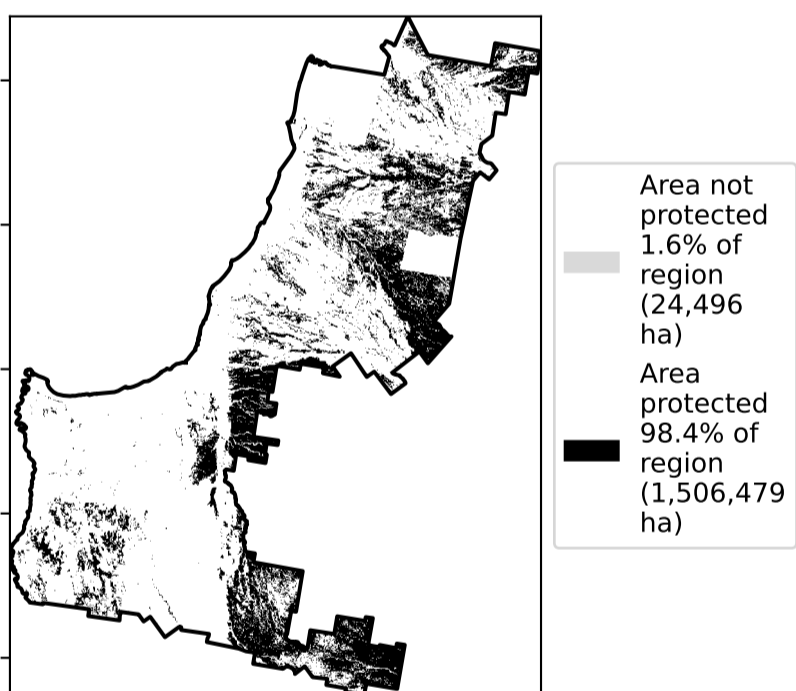 Area not
protected
1.6% of
region
(24,496
ha)
Area
protected
98.4% of
region
(1,506,479
ha)